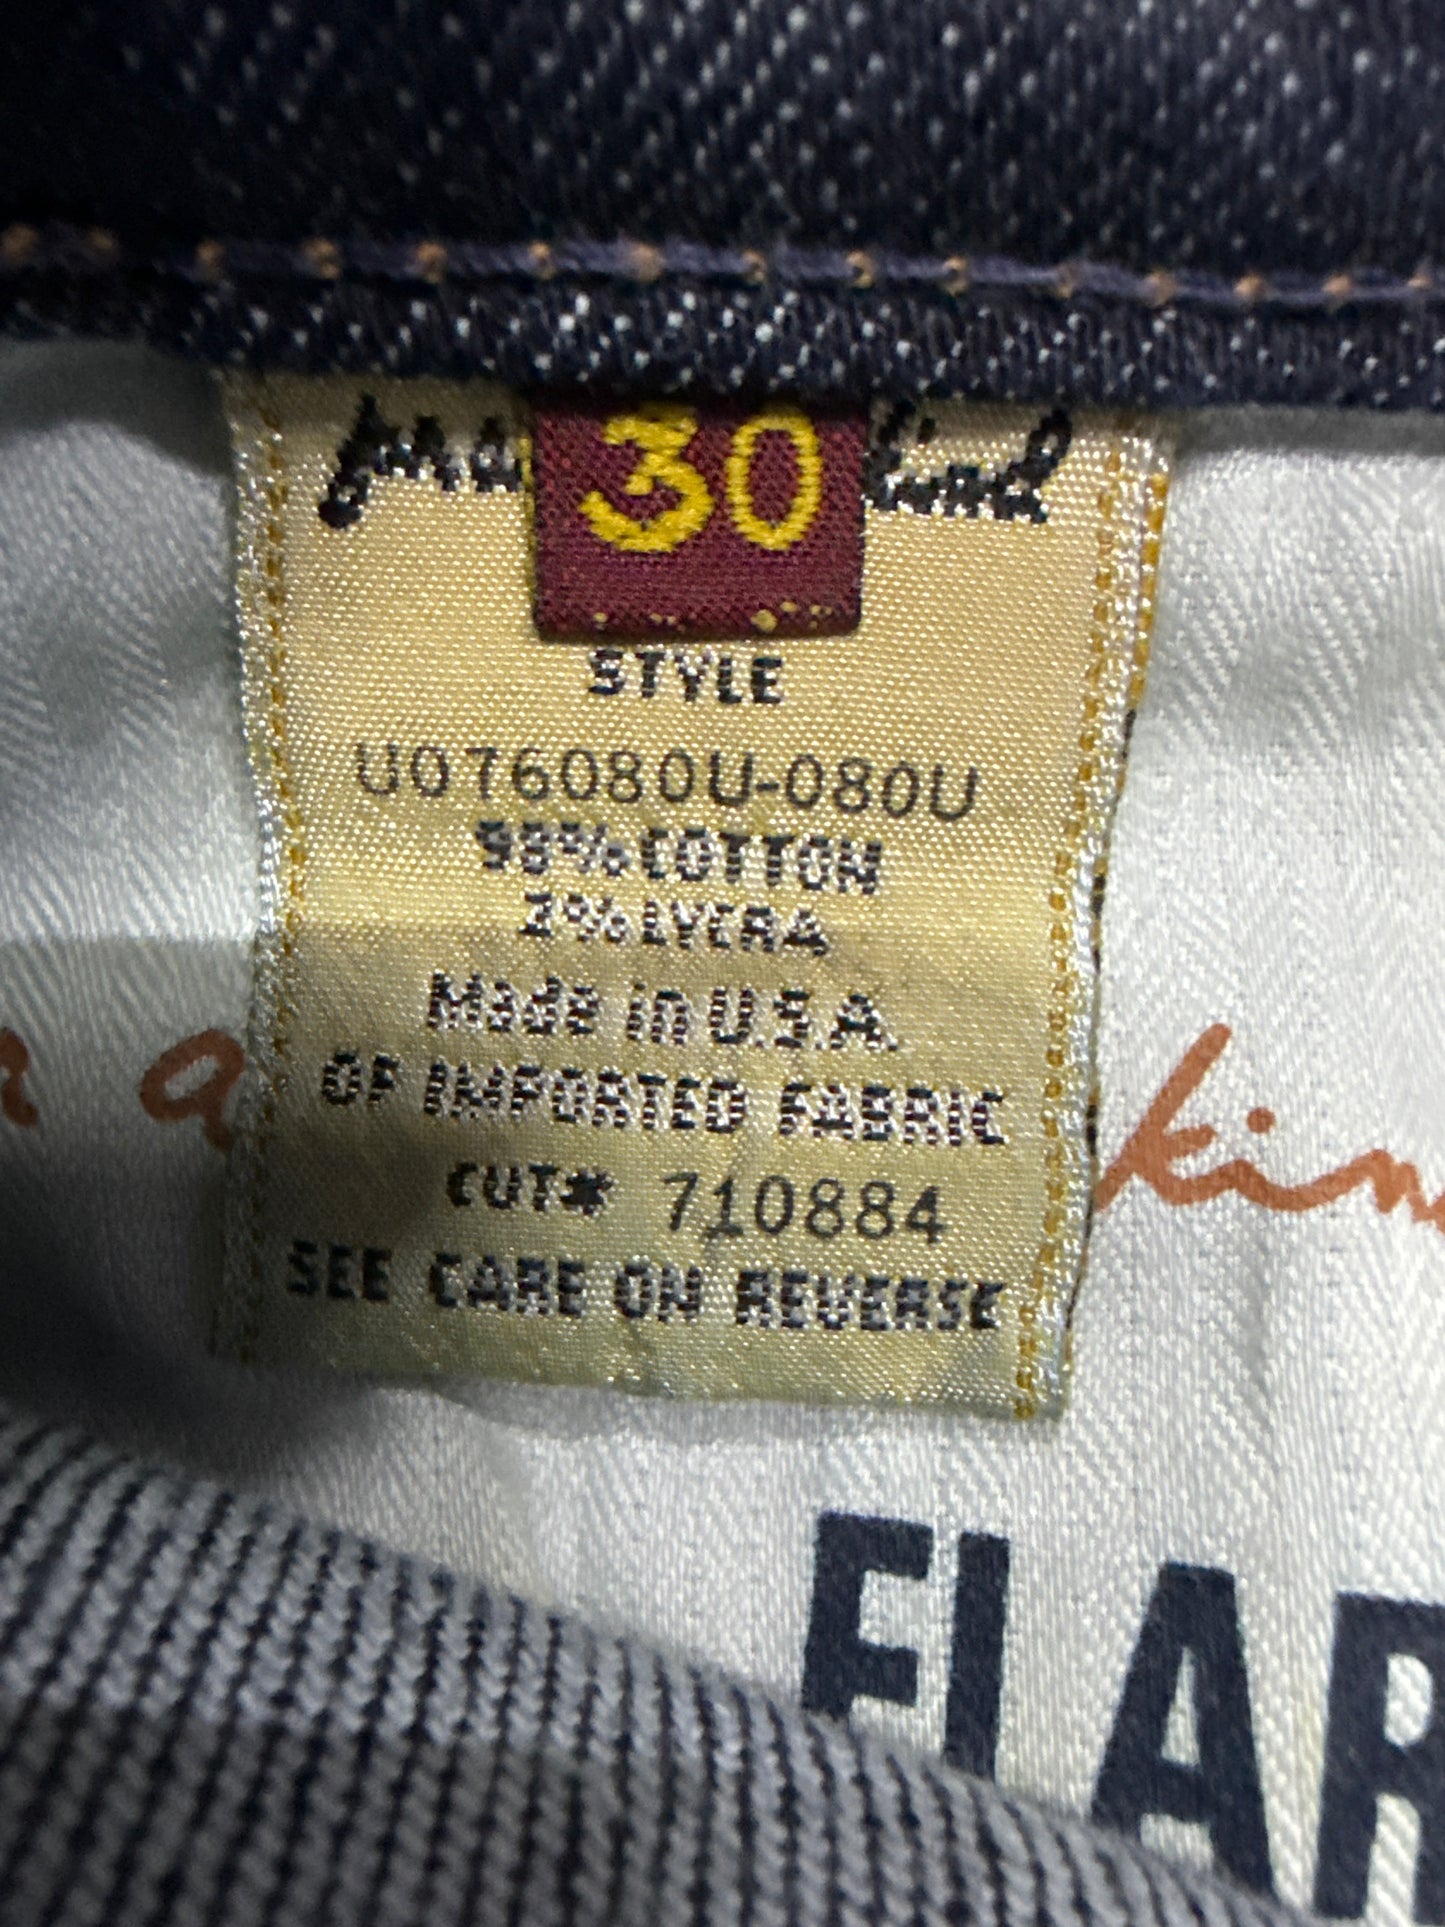 30
STYLE
U076080U-080U
98% COTTON
2% LYCRA
Made in U.S.A.
OF IMPORTED FABRIC
CUT# 710884
SEE CARE ON REVERSE
a
FLAR